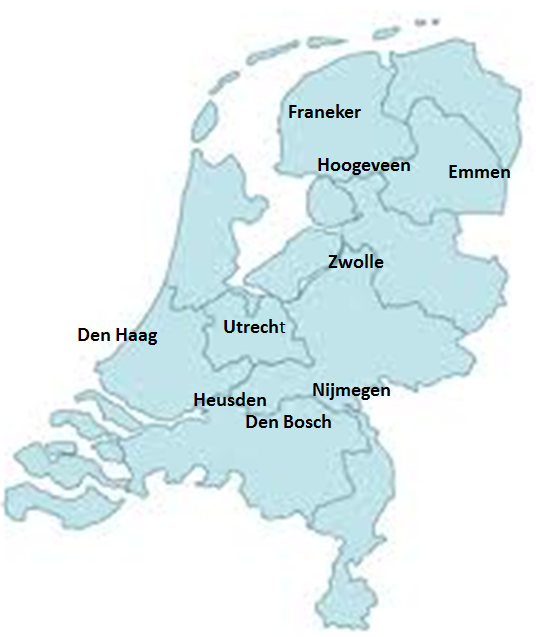 Franeker
Hoogeveen
Emmen
Zwolle
Utrecht
Den Haag
Nijmegen
Heusden
Den Bosch